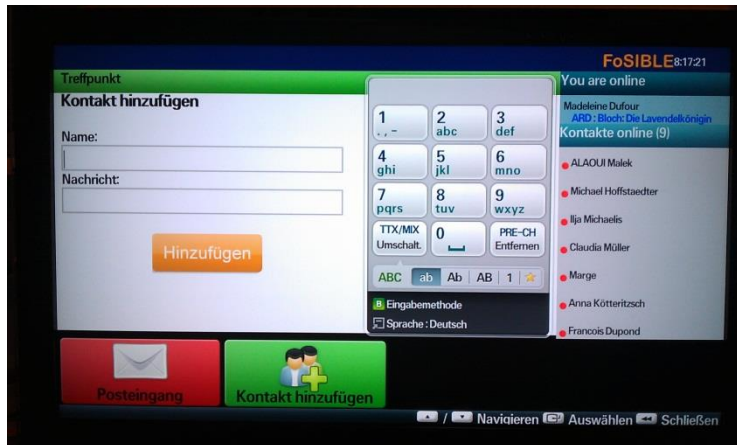 FoSIBLE 8:17:21
Treffpunkt
Kontakt hinzufügen
Name:
Nachricht:
Hinzufügen
1 .,-
2 abc
3 def
4 ghi
5 jkl
6 mno
7 pqrs
8 tuv
9 wxyz
TTX/MIX Umschalt.
0
PRE-CH Entfernen
ABC ab Ab AB 1
B Eingabemethode
Sprache : Deutsch
You are online
Madeleine Dufour
ARD : Bloch: Die Lavendelkönigin
Kontakte online (9)
ALAOUI Malek
Michael Hoffstaedter
Ilja Michaelis
Claudia Müller
Marge
Anna Kötteritzsch
Francois Dupond
Posteingang
Kontakt hinzufügen
/ Navigieren Auswählen Schließen